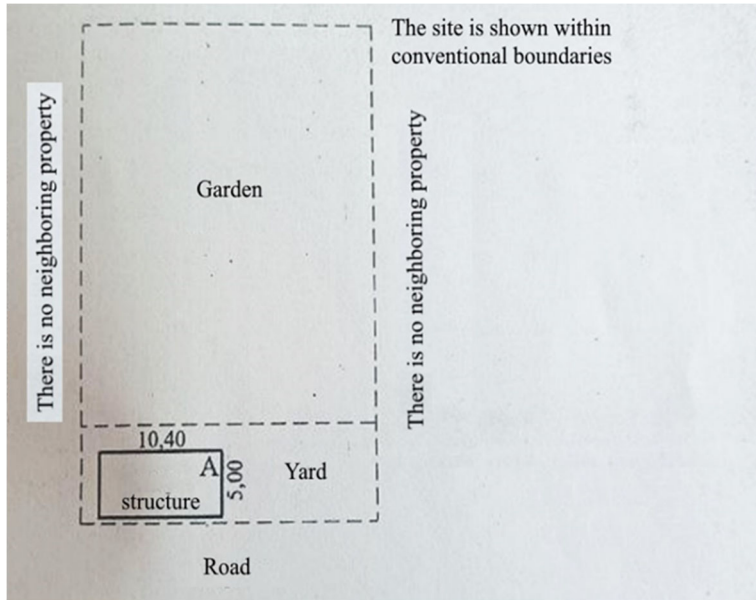 The site is shown within
conventional boundaries
There is no neighboring property
There is no neighboring property
Garden
10,40
A
5,00
structure
Yard
Road